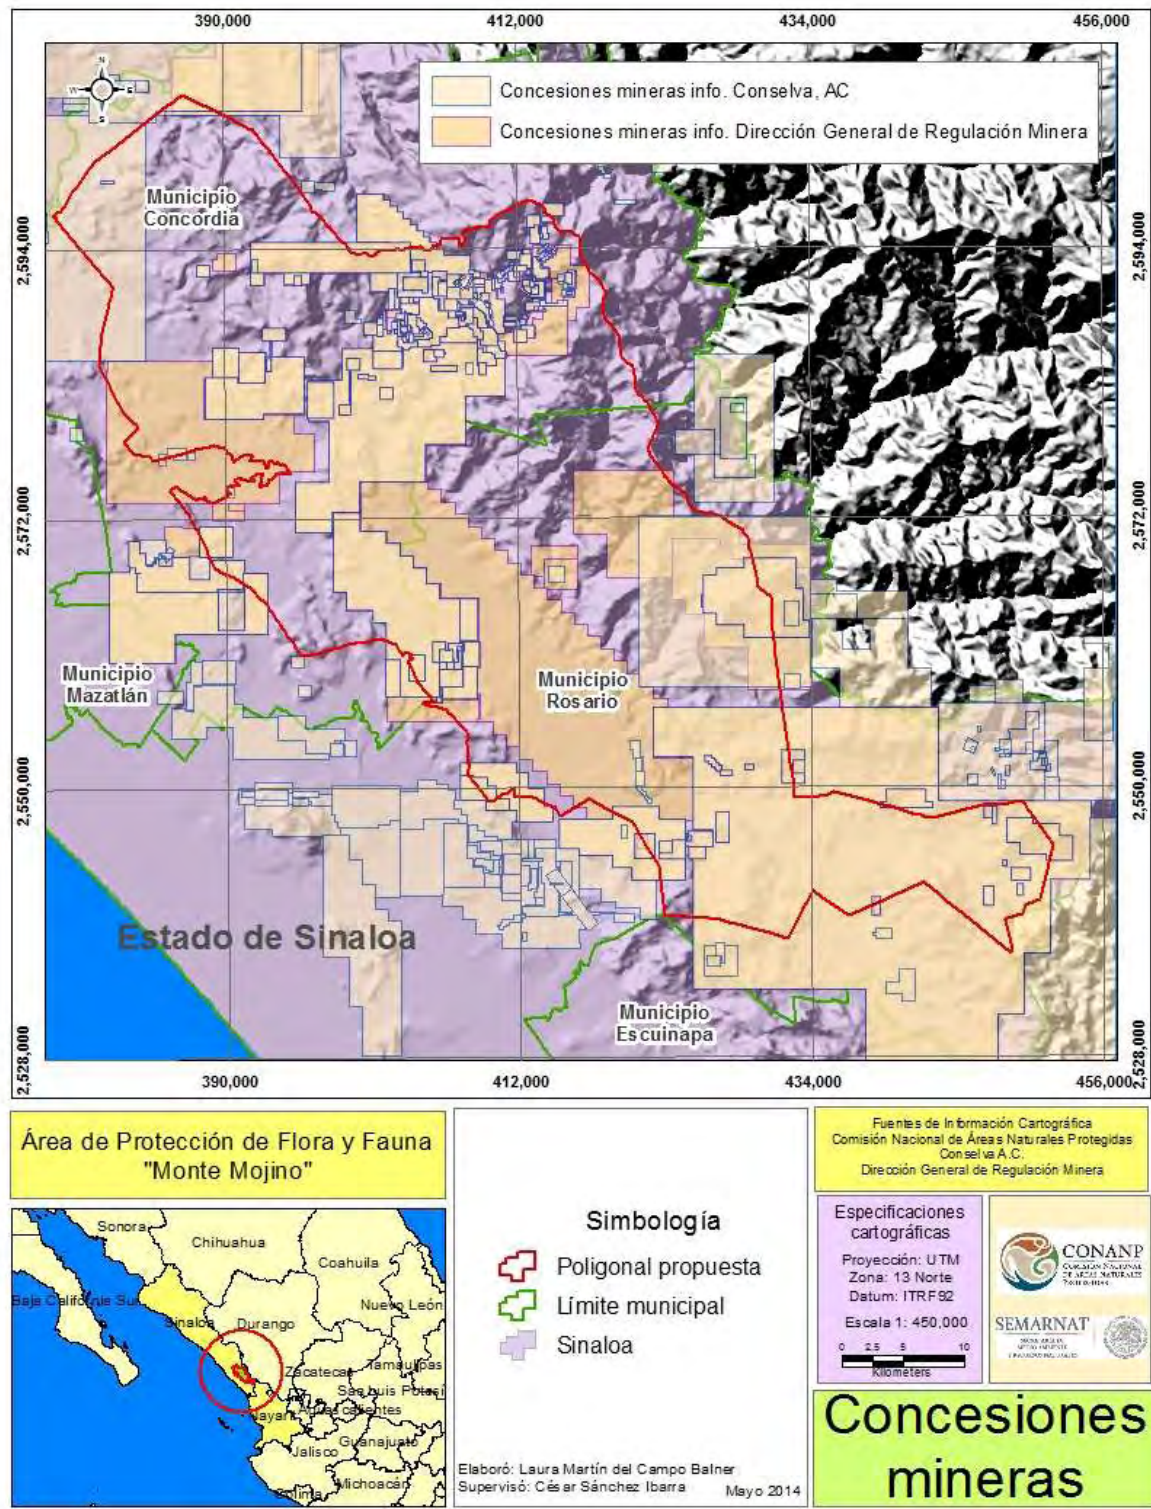 390,000 412,000 434,000 456,000
N
W E
S
Concesiones mineras info. Conselva, AC
Concesiones mineras info. Dirección General de Regulación Minera
Municipio
Concordia
2,594,000 2,594,000
2,572,000 2,572,000
Municipio
Mazatlán
Municipio
Rosario
2,550,000 2,550,000
Estado de Sinaloa
Municipio
Escuinapa
2,528,000 2,528,000
390,000 412,000 434,000 456,000
Área de Protección de Flora y Fauna
"Monte Mojino"
Sonora
Chihuahua
Coahuila
Baja California Sur
Nuevo León
Sinaloa
Durango
Zacatecas
Tamaulipas
San Luis Potosí
Aguascalientes
Nayarit
Guanajuato
Jalisco
Michoacán
Colima
Simbología
Poligonal propuesta
Límite municipal
Sinaloa
Elaboró: Laura Martín del Campo Balner
Supervisó: César Sánchez Ibarra Mayo 2014
Fuentes de Información Cartográfica
Comisión Nacional de Áreas Naturales Protegidas
Conselva A.C.
Dirección General de Regulación Minera
Especificaciones
cartográficas
Proyección: UTM
Zona: 13 Norte
Datum: ITRF92
Escala 1: 450,000
0 2.5 5 10
Kilometers
CONANP
COMISIÓN NACIONAL
DE ÁREAS NATURALES
PROTEGIDAS
SEMARNAT
Concesiones
mineras